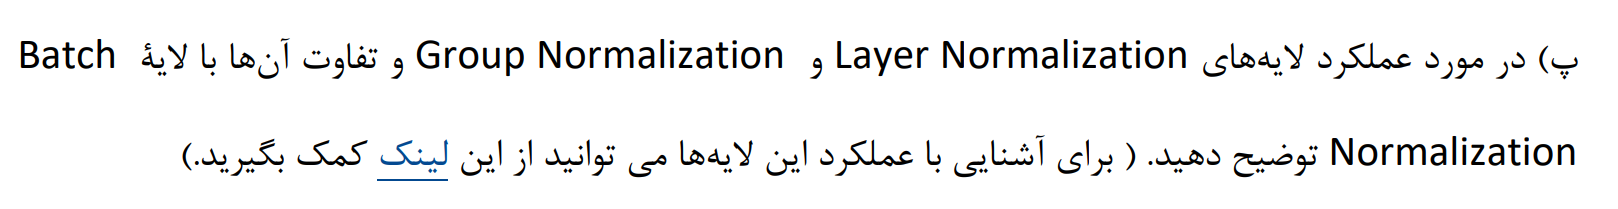 پ) در مورد عملکرد لایه‌های Layer Normalization و Group Normalization و تفاوت آن‌ها با لایۀ Batch
Normalization توضیح دهید. ( برای آشنایی با عملکرد این لایه‌ها می توانید از این لینک کمک بگیرید.)